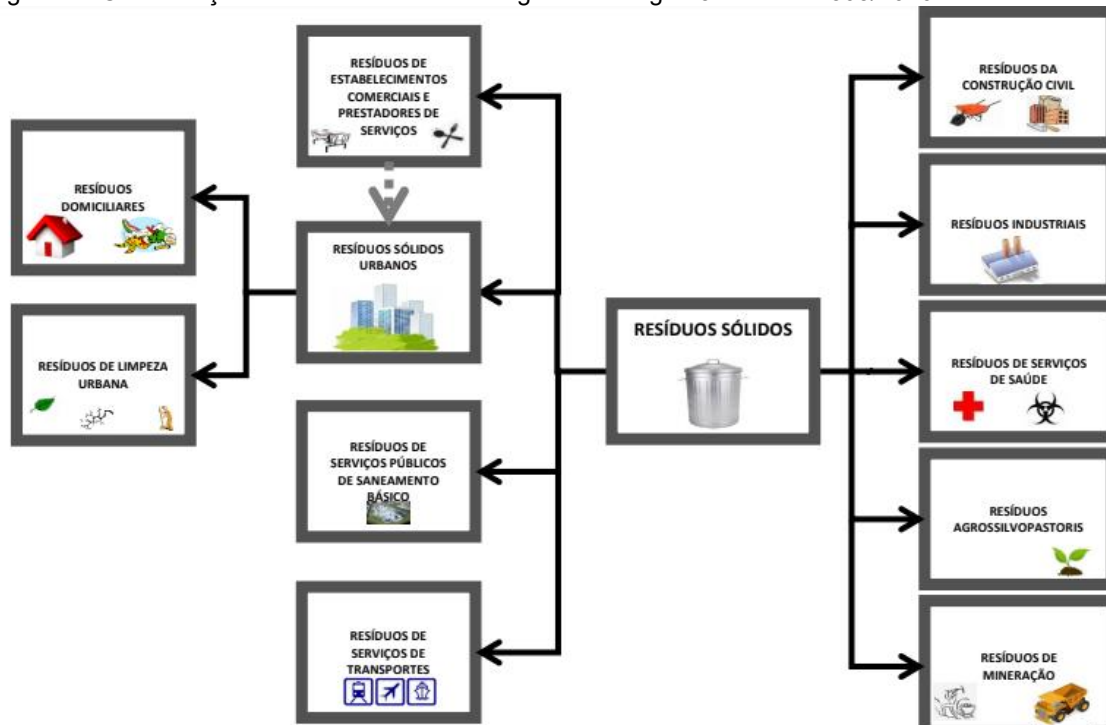 RESÍDUOS DE
ESTABELECIMENTOS
COMERCIAIS E
PRESTADORES DE
SERVIÇOS
RESÍDUOS
DOMICILIARES
RESÍDUOS SÓLIDOS
URBANOS
RESÍDUOS DE LIMPEZA
URBANA
RESÍDUOS DE
SERVIÇOS PÚBLICOS
DE SANEAMENTO
BÁSICO
RESÍDUOS DE
SERVIÇOS DE
TRANSPORTES
RESÍDUOS SÓLIDOS
RESÍDUOS DA
CONSTRUÇÃO CIVIL
RESÍDUOS INDUSTRIAIS
RESÍDUOS DE SERVIÇOS
DE SAÚDE
RESÍDUOS
AGROSSILVOPASTORIS
RESÍDUOS DE
MINERAÇÃO